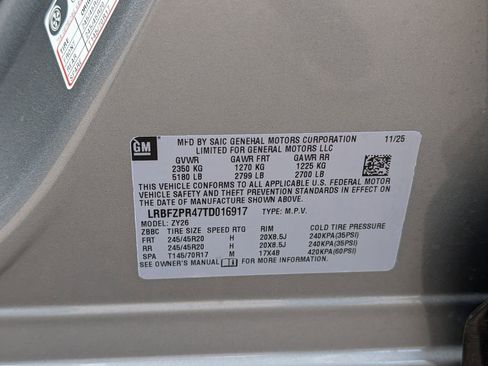 GM
MFD BY SAIC GENERAL MOTORS CORPORATION 11/25
LIMITED FOR GENERAL MOTORS LLC
GVWR GAWR FRT GAWR RR
2350 KG 1270 KG 1225 KG
5180 LB 2799 LB 2700 LB
THIS VEHICLE CONFORMS TO ALL APPLICABLE U.S. FEDERAL
MOTOR VEHICLE SAFETY STANDARDS IN EFFECT ON
THE DATE OF MANUFACTURE SHOWN ABOVE
LRBFZPR47TD016917 TYPE: M.P.V.
MODEL: ZY26
ZBBC TIRE SIZE SPEED RTG RIM COLD TIRE PRESSURE
FRT 245/45R20 H 20X8.5J 240KPA(35PSI)
RR 245/45R20 H 20X8.5J 240KPA(35PSI)
SPA T145/70R17 M 17X4B 420KPA(60PSI)
SEE OWNER'S MANUAL FOR MORE INFORMATION